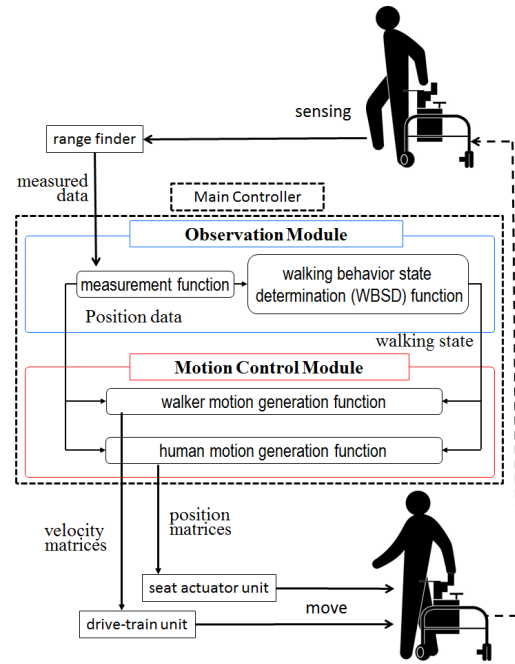 sensing
range finder
measured
data
Main Controller
Observation Module
measurement function
walking behavior state
determination (WBSD) function
Position data
walking state
Motion Control Module
walker motion generation function
human motion generation function
velocity
matrices
position
matrices
seat actuator unit
move
drive-train unit